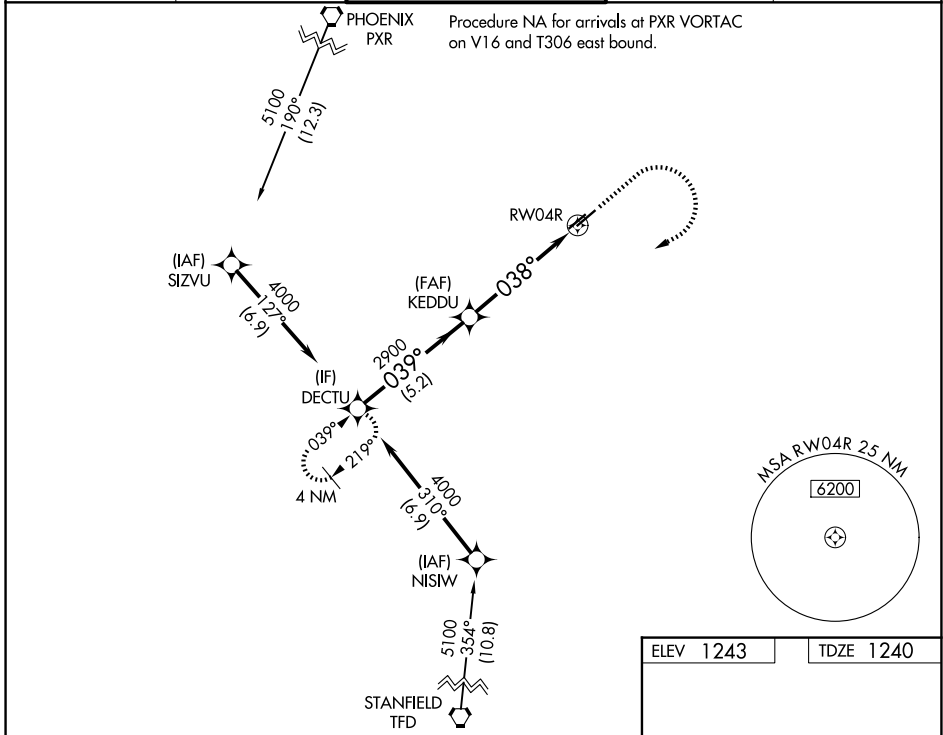 PHOENIX
PXR
Procedure NA for arrivals at PXR VORTAC
on V16 and T306 east bound.
5100
190°
(12.3)
RW04R
(IAF)
SIZVU
4000
127°
(6.9)
(FAF)
KEDDU
038°
2900
039°
(5.2)
(IF)
DECTU
039°
219°
4 NM
4000
310°
(6.9)
(IAF)
NISIW
MSA RW04R 25 NM
6200
5100
354°
(10.8)
STANFIELD
TFD
ELEV 1243
TDZE 1240